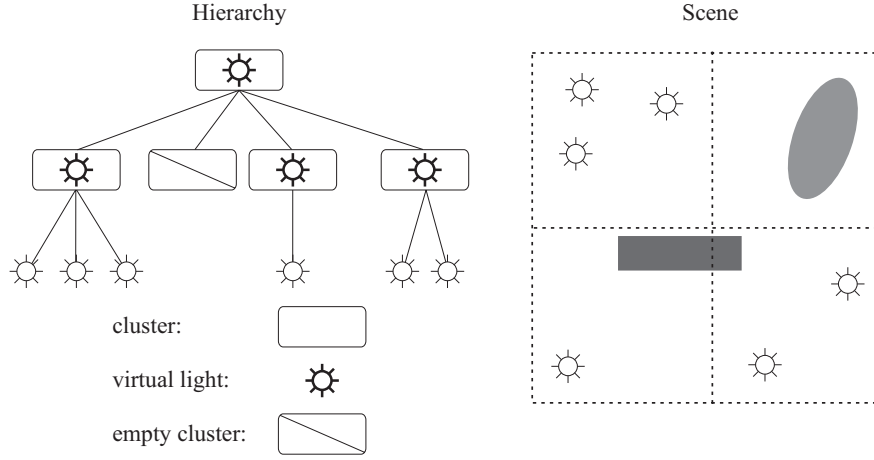 Hierarchy
Scene
cluster:
virtual light:
empty cluster: